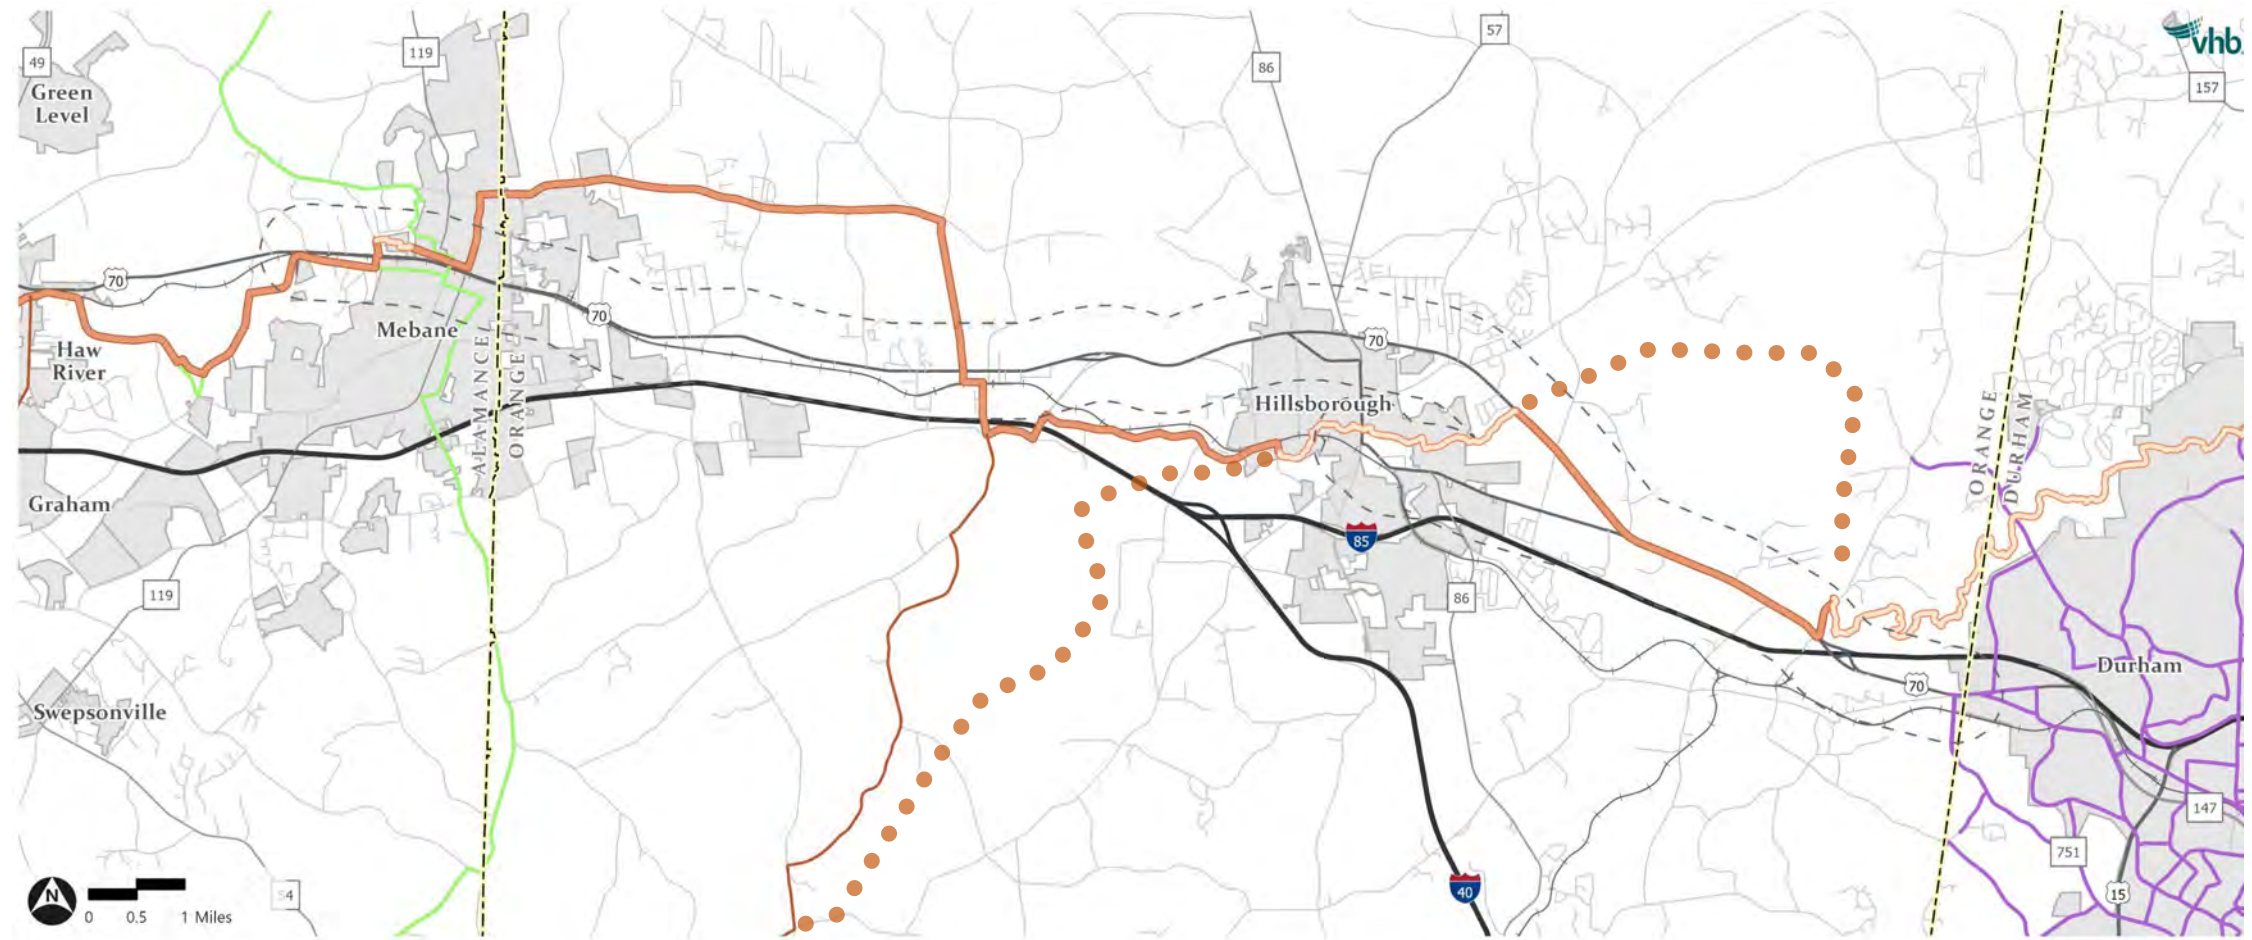 49
119
57
86
vhb
157
Green
Level
70
70
70
Mebane
Haw
River
ALAMANCE
ORANGE
Hillsborough
ORANGE
DURHAM
Graham
85
119
86
Durham
70
Swepsonville
147
751
40
15
54
N
0 0.5 1 Miles